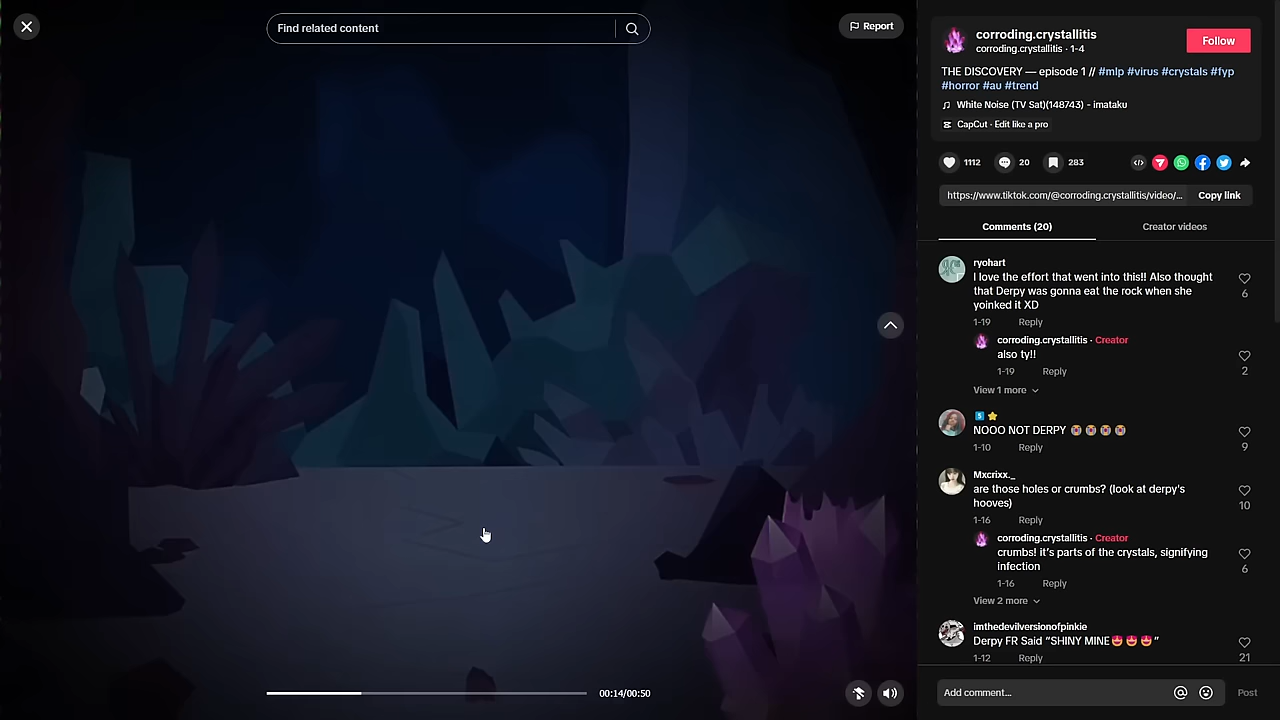 Find related content
Report
corroding.crystallitis
corroding.crystallitis · 1-4
Follow
THE DISCOVERY — episode 1 // #mlp #virus #crystals #fyp
#horror #au #trend
White Noise (TV Sat)(148743) - imataku
CapCut · Edit like a pro
1112
20
283
https://www.tiktok.com/@corroding.crystallitis/video/...
Copy link
Comments (20)
Creator videos
ryohart
I love the effort that went into this!! Also thought
that Derpy was gonna eat the rock when she
yoinked it XD
6
1-19 Reply
corroding.crystallitis · Creator
also ty!!
2
1-19 Reply
View 1 more
5️⃣ ⭐
NOOO NOT DERPY 😭 😭 😭 😭
9
1-10 Reply
Mxcrixx._
are those holes or crumbs? (look at derpy's
hooves)
10
1-16 Reply
corroding.crystallitis · Creator
crumbs! it's parts of the crystals, signifying
infection
6
1-16 Reply
View 2 more
imthedevilversionofpinkie
Derpy FR Said “SHINY MINE😍😍😍”
21
1-12 Reply
00:14/00:50
Add comment...
Post